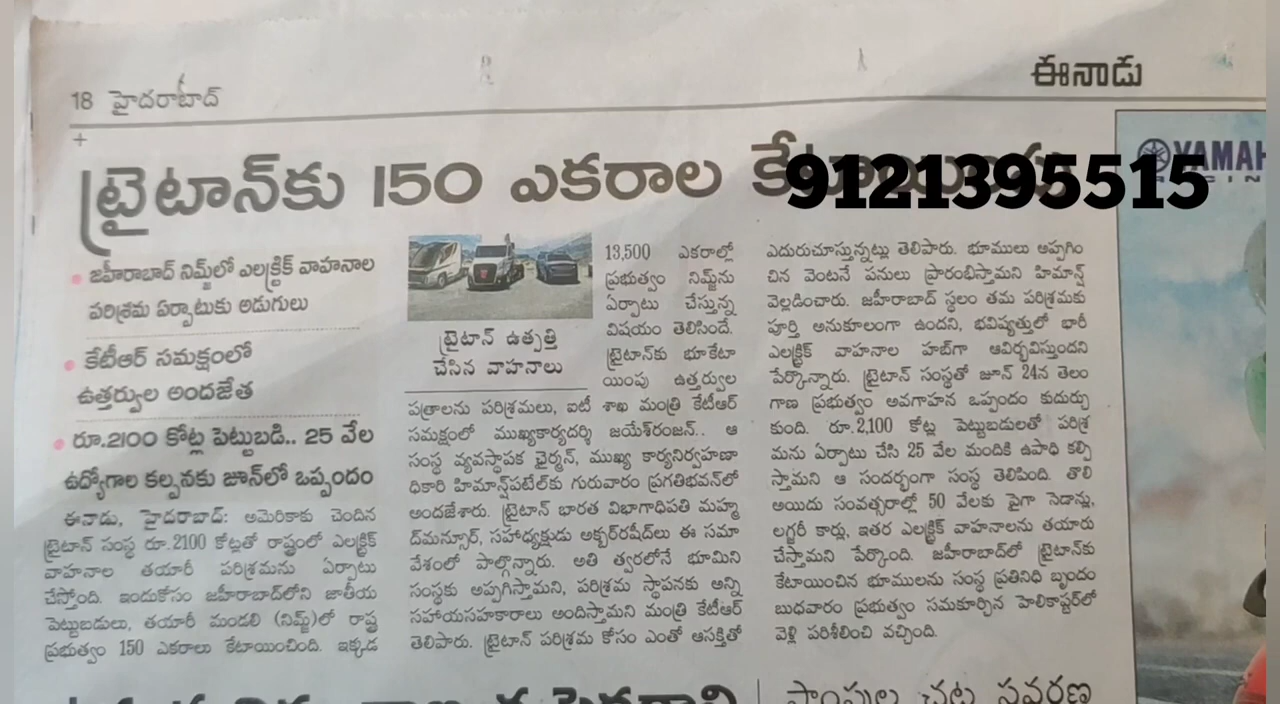 18 హైదరాబాద్
ఈనాడు
ట్రైటాన్‌కు 150 ఎకరాల
9121395515
YAMAH
జహీరాబాద్ నిమ్జ్‌లో ఎలక్ట్రిక్ వాహనాల
పరిశ్రమ ఏర్పాటుకు అడుగులు
కేటీఆర్ సమక్షంలో
ఉత్తర్వుల అందజేత
రూ.2100 కోట్ల పెట్టుబడి.. 25 వేల
ఉద్యోగాల కల్పనకు జూన్‌లో ఒప్పందం
ఈనాడు, హైదరాబాద్: అమెరికాకు చెందిన
ట్రైటాన్ సంస్థ రూ.2100 కోట్లతో రాష్ట్రంలో ఎలక్ట్రిక్
వాహనాల తయారీ పరిశ్రమను ఏర్పాటు
చేస్తోంది. ఇందుకోసం జహీరాబాద్‌లోని జాతీయ
పెట్టుబడులు, తయారీ మండలి (నిమ్జ్)లో రాష్ట్ర
ప్రభుత్వం 150 ఎకరాలు కేటాయించింది. ఇక్కడ
ట్రైటాన్ ఉత్పత్తి
చేసిన వాహనాలు
13,500 ఎకరాల్లో
ప్రభుత్వం నిమ్జ్‌ను
ఏర్పాటు చేస్తున్న
విషయం తెలిసిందే.
ట్రైటాన్‌కు భూకేటా
యింపు ఉత్తర్వుల
పత్రాలను పరిశ్రమలు, ఐటీ శాఖ మంత్రి కేటీఆర్
సమక్షంలో ముఖ్యకార్యదర్శి జయేశ్‌రంజన్.. ఆ
సంస్థ వ్యవస్థాపక ఛైర్మన్, ముఖ్య కార్యనిర్వహణా
ధికారి హిమాన్ష్‌పటేల్‌కు గురువారం ప్రగతిభవన్‌లో
అందజేశారు. ట్రైటాన్ భారత విభాగాధిపతి మహ్మ
ద్‌మన్సూర్, సహాధ్యక్షుడు అక్బర్‌రషీద్‌లు ఈ సమా
వేశంలో పాల్గొన్నారు. అతి త్వరలోనే భూమిని
సంస్థకు అప్పగిస్తామని, పరిశ్రమ స్థాపనకు అన్ని
సహాయసహకారాలు అందిస్తామని మంత్రి కేటీఆర్
తెలిపారు. ట్రైటాన్ పరిశ్రమ కోసం ఎంతో ఆసక్తితో
ఎదురుచూస్తున్నట్లు తెలిపారు. భూములు అప్పగిం
చిన వెంటనే పనులు ప్రారంభిస్తామని హిమాన్ష్
వెల్లడించారు. జహీరాబాద్ స్థలం తమ పరిశ్రమకు
పూర్తి అనుకూలంగా ఉందని, భవిష్యత్తులో భారీ
ఎలక్ట్రిక్ వాహనాల హబ్‌గా ఆవిర్భవిస్తుందని
పేర్కొన్నారు. ట్రైటాన్ సంస్థతో జూన్ 24న తెలం
గాణ ప్రభుత్వం అవగాహన ఒప్పందం కుదుర్చు
కుంది. రూ.2,100 కోట్ల పెట్టుబడులతో పరిశ్ర
మను ఏర్పాటు చేసి 25 వేల మందికి ఉపాధి కల్పి
స్తామని ఆ సందర్భంగా సంస్థ తెలిపింది. తొలి
అయిదు సంవత్సరాల్లో 50 వేలకు పైగా సెడాన్లు,
లగ్జరీ కార్లు, ఇతర ఎలక్ట్రిక్ వాహనాలను తయారు
చేస్తామని పేర్కొంది. జహీరాబాద్‌లో ట్రైటాన్‌కు
కేటాయించిన భూములను సంస్థ ప్రతినిధి బృందం
బుధవారం ప్రభుత్వం సమకూర్చిన హెలికాప్టర్‌లో
వెళ్లి పరిశీలించి వచ్చింది.